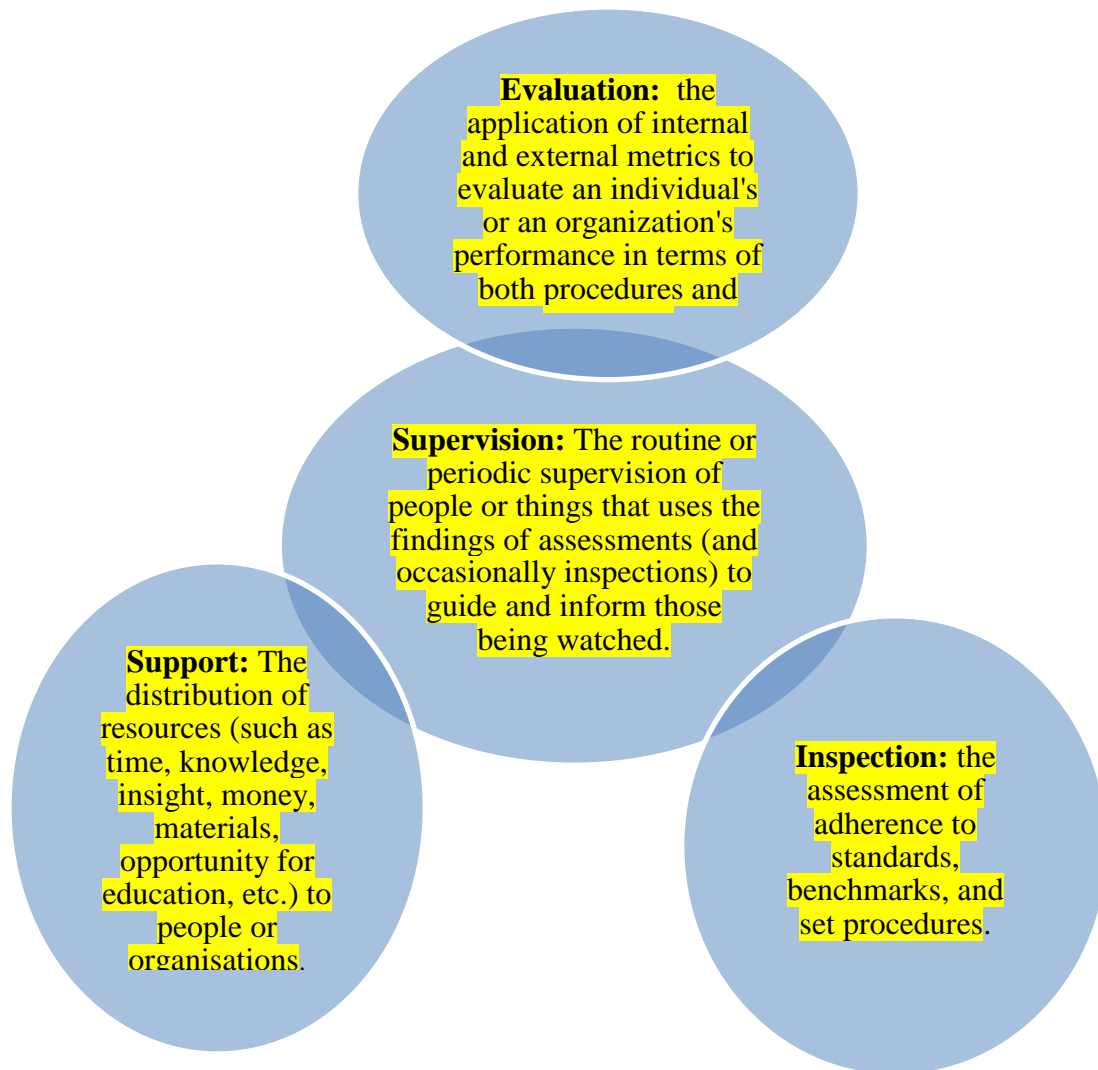 Evaluation: the
application of internal
and external metrics to
evaluate an individual's
or an organization's
performance in terms of
both procedures and
Supervision: The routine or
periodic supervision of
people or things that uses the
findings of assessments (and
occasionally inspections) to
guide and inform those
being watched.
Support: The
distribution of
resources (such as
time, knowledge,
insight, money,
materials,
opportunity for
education, etc.) to
people or
organisations.
Inspection: the
assessment of
adherence to
standards,
benchmarks, and
set procedures.